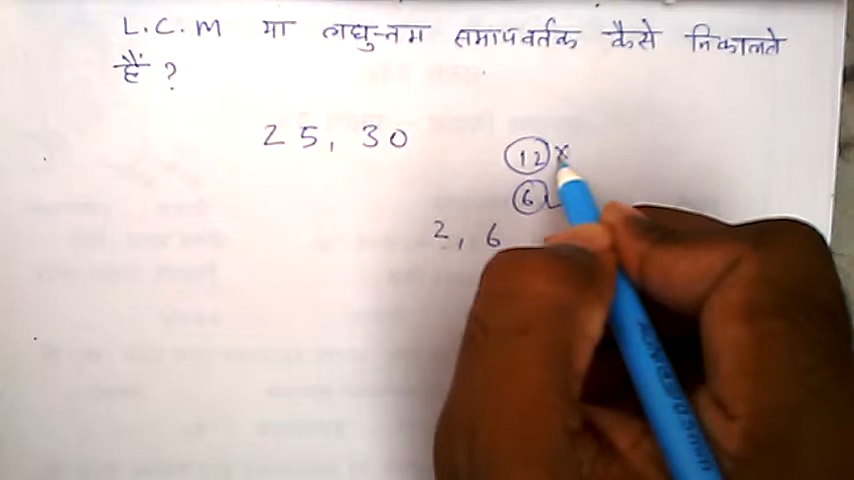 L.C.M या लघुत्तम समापवर्तक कैसे निकालते
हैं ?
25, 30
12 ×
6
2, 6